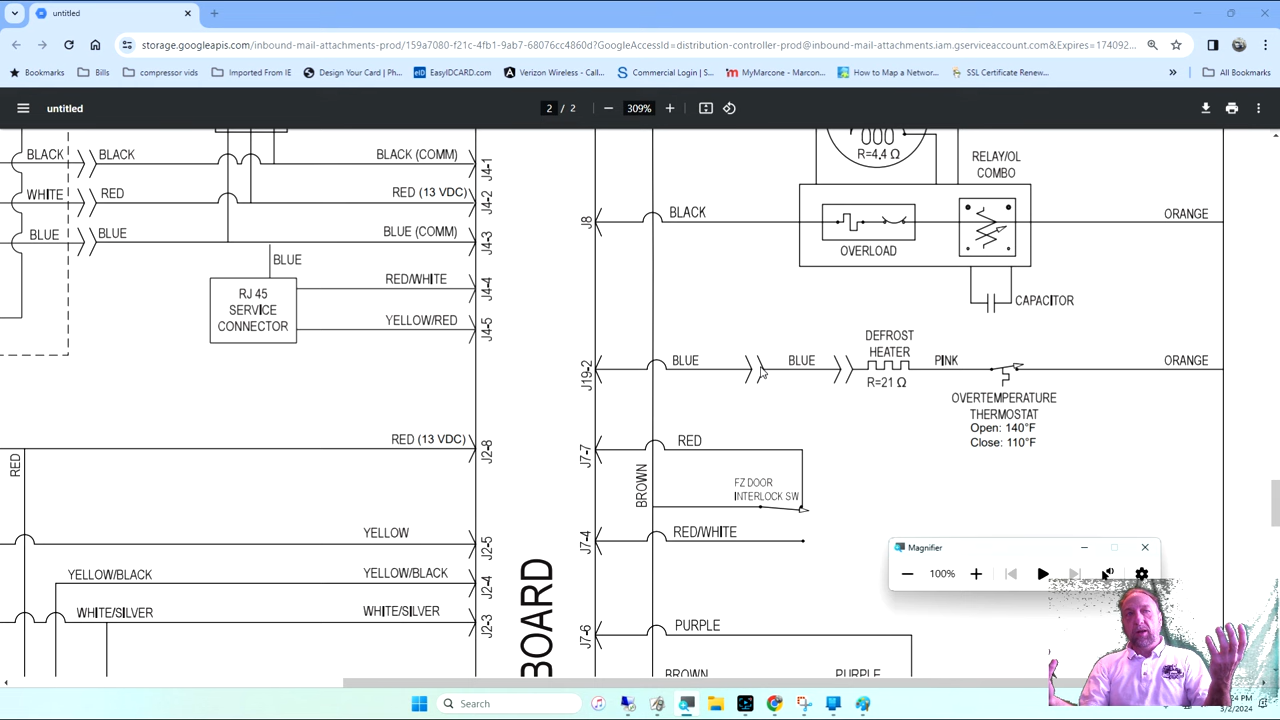 untitled
storage.googleapis.com/inbound-mail-attachments-prod/159a7080-f21c-4fb1-9ab7-6b076cc4860d?GoogleAccessId=distribution-controller-prod@inbound-mail-attachments.iam.gserviceaccount.com&Expires=174092...
Bookmarks
Bills
kompressor vids
Imported From IE
Design Your Card | Ph...
EasyIDCARD.com
Verizon Wireless - Call...
Commercial Login | S...
MyMarcone - Marcon...
How to Map a Networ...
SSL Certificate Renew...
»
All Bookmarks
untitled
2 / 2
309%
BLACK
BLACK
BLACK (COMM)
J4-1
WHITE
RED
RED (13 VDC)
J4-2
BLUE
BLUE
BLUE (COMM)
J4-3
BLUE
RJ 45
SERVICE
CONNECTOR
RED/WHITE
J4-4
YELLOW/RED
J4-5
RED (13 VDC)
J2-8
RED
YELLOW
J2-5
YELLOW/BLACK
YELLOW/BLACK
J2-4
WHITE/SILVER
WHITE/SILVER
J2-3
BOARD
R=4.4 Ω
RELAY/OL
COMBO
J8
BLACK
ORANGE
OVERLOAD
CAPACITOR
DEFROST
HEATER
J19-2
BLUE
BLUE
PINK
ORANGE
R=21 Ω
OVERTEMPERATURE
THERMOSTAT
Open: 140°F
Close: 110°F
J7-7
RED
BROWN
FZ DOOR
INTERLOCK SW
J7-4
RED/WHITE
J7-6
PURPLE
BROWN
PURPLE
Magnifier
100%
Search
3/2/2024